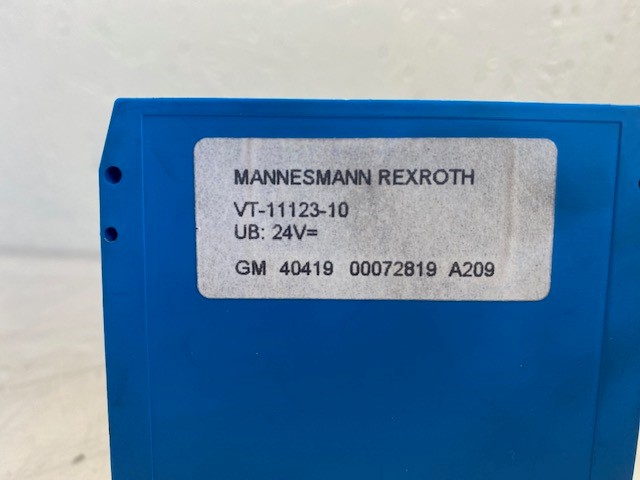 MANNESMANN REXROTH
VT-11123-10
UB: 24V=
GM 40419 00072819 A209